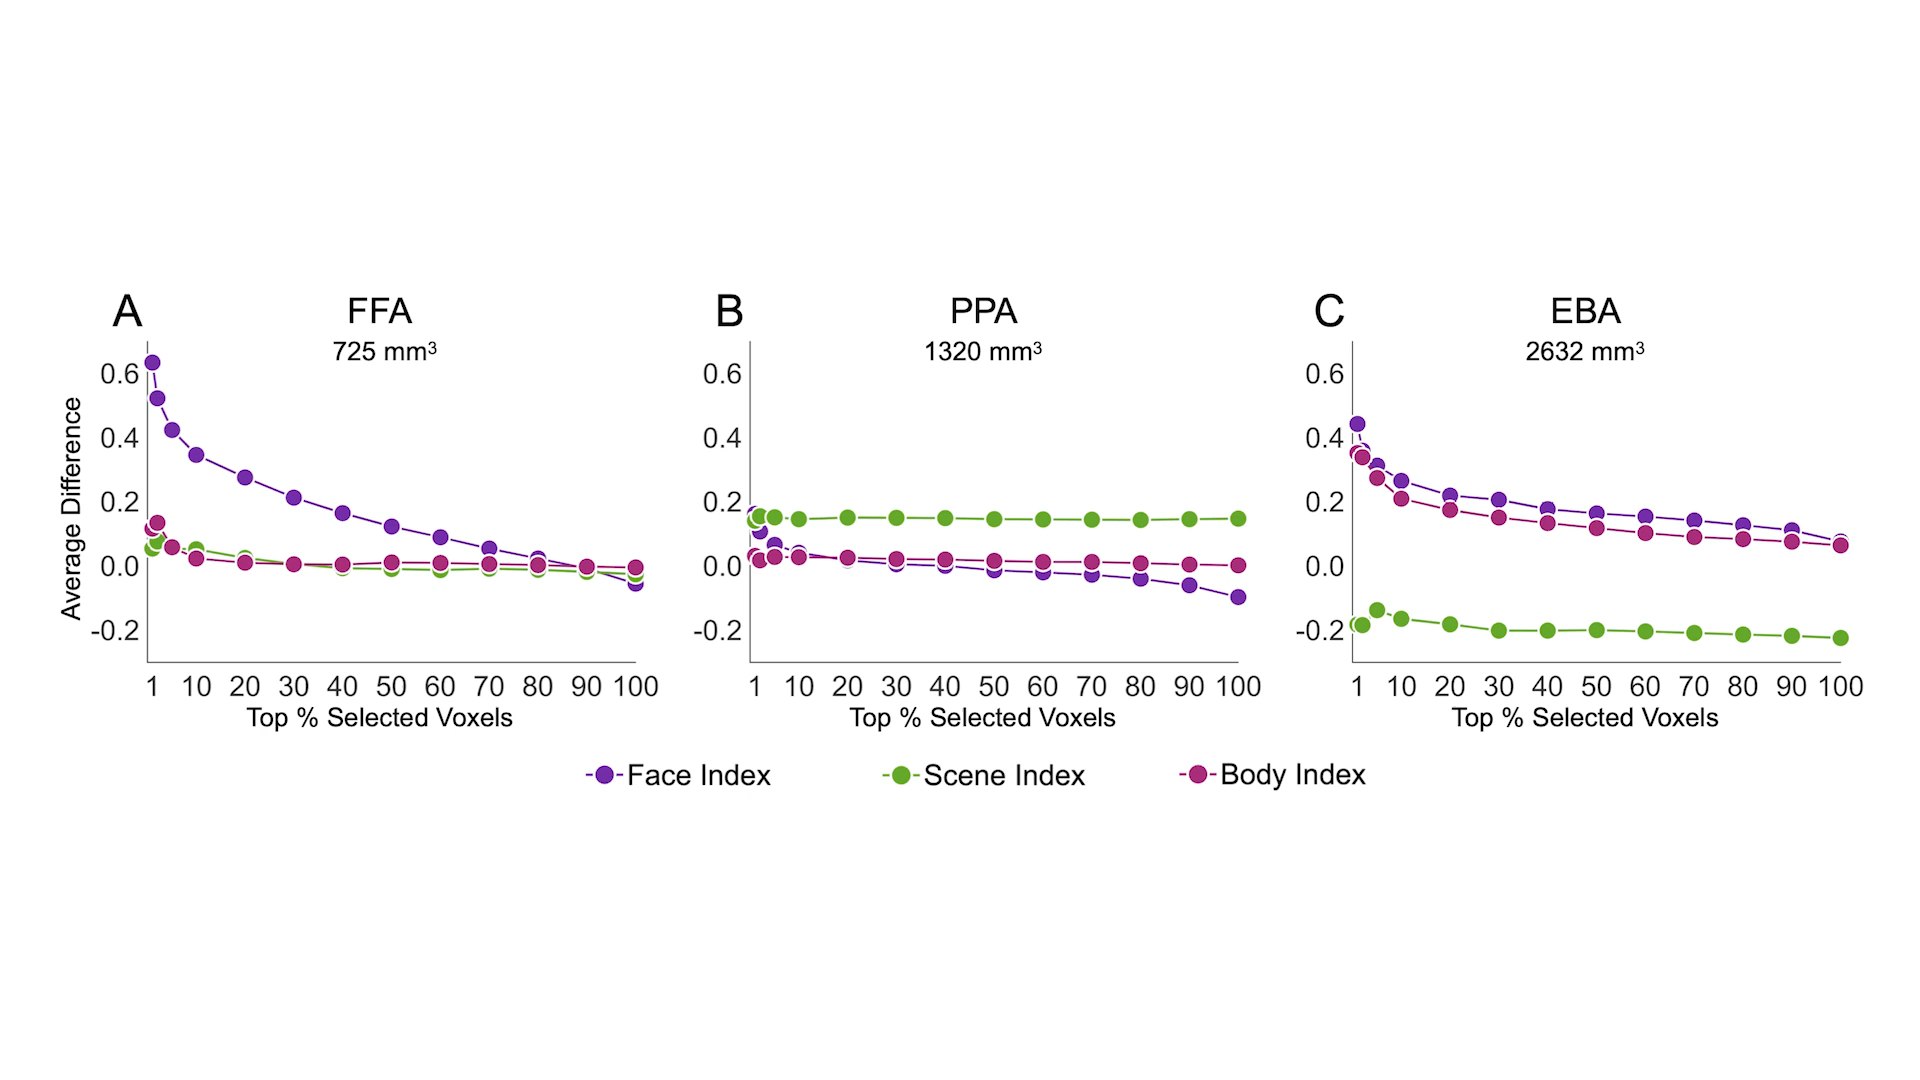 A FFA
725 mm³
B PPA
1320 mm³
C EBA
2632 mm³
Average Difference
0.6
0.4
0.2
0.0
-0.2
1 10 20 30 40 50 60 70 80 90 100
Top % Selected Voxels
0.6
0.4
0.2
0.0
-0.2
1 10 20 30 40 50 60 70 80 90 100
Top % Selected Voxels
0.6
0.4
0.2
0.0
-0.2
1 10 20 30 40 50 60 70 80 90 100
Top % Selected Voxels
Face Index Scene Index Body Index